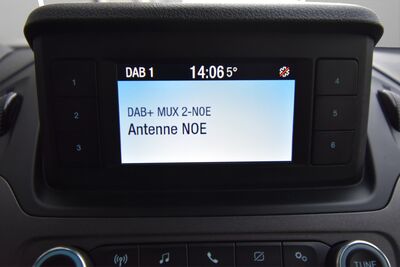 DAB 1 14:06 5°
1 4
DAB+ MUX 2-NOE
2 5
Antenne NOE
3 6
TUNE